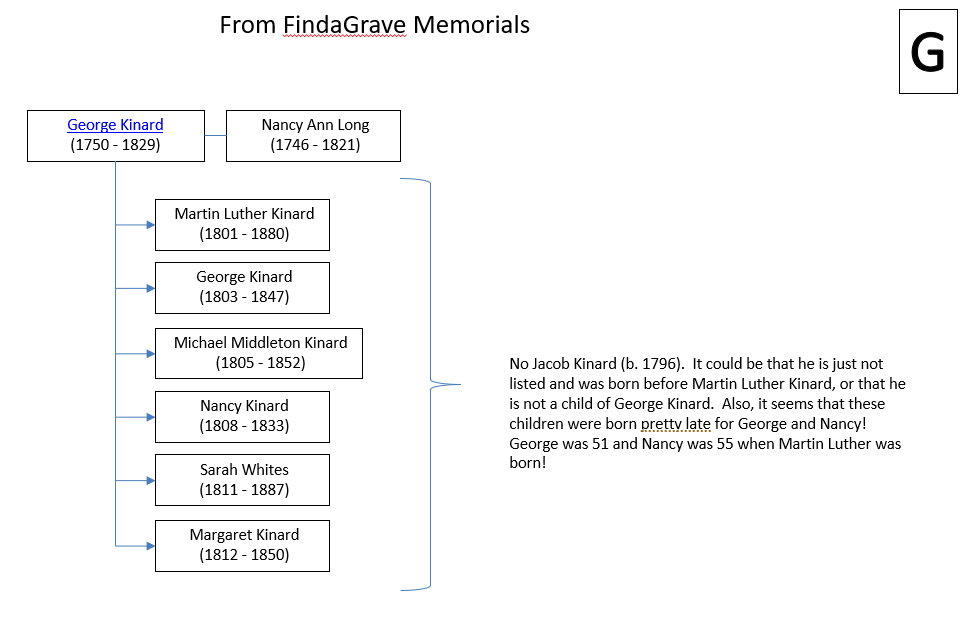 From FindaGrave Memorials
G
George Kinard
(1750 - 1829)
Nancy Ann Long
(1746 - 1821)
Martin Luther Kinard
(1801 - 1880)
George Kinard
(1803 - 1847)
Michael Middleton Kinard
(1805 - 1852)
Nancy Kinard
(1808 - 1833)
Sarah Whites
(1811 - 1887)
Margaret Kinard
(1812 - 1850)
No Jacob Kinard (b. 1796).  It could be that he is just not
listed and was born before Martin Luther Kinard, or that he
is not a child of George Kinard.  Also, it seems that these
children were born pretty late for George and Nancy!
George was 51 and Nancy was 55 when Martin Luther was
born!